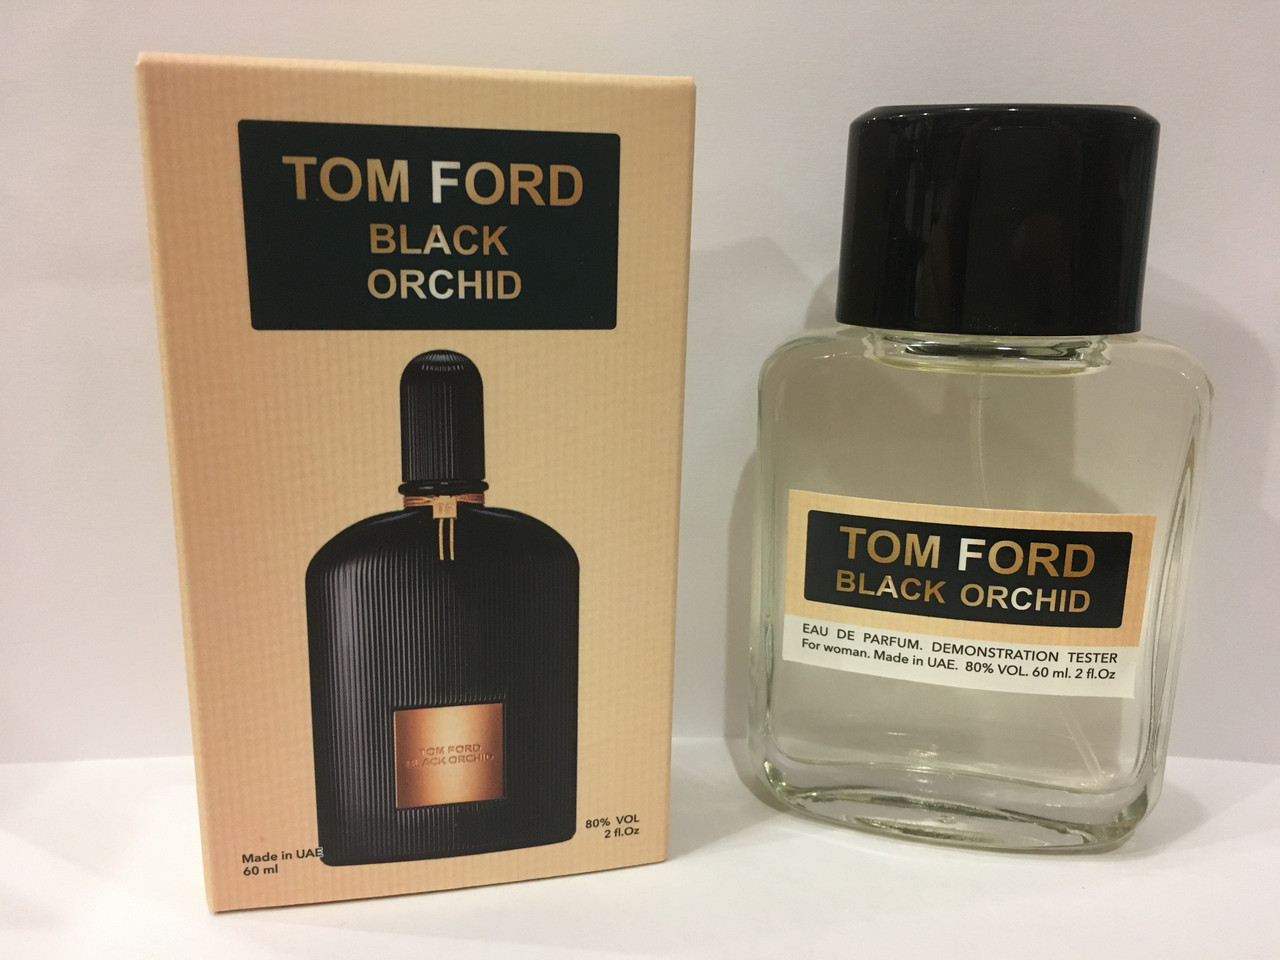 TOM FORD
BLACK
ORCHID
TF
TOM FORD
BLACK ORCHID
Made in UAE
60 ml
80% VOL
2 fl.Oz
TOM FORD
BLACK ORCHID
EAU DE PARFUM. DEMONSTRATION TESTER
For woman. Made in UAE. 80% VOL. 60 ml. 2 fl.Oz